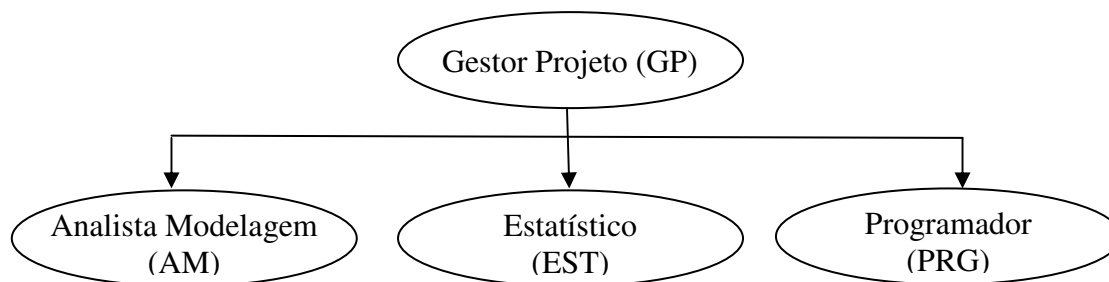 Gestor Projeto (GP)
Analista Modelagem
(AM)
Estatístico
(EST)
Programador
(PRG)